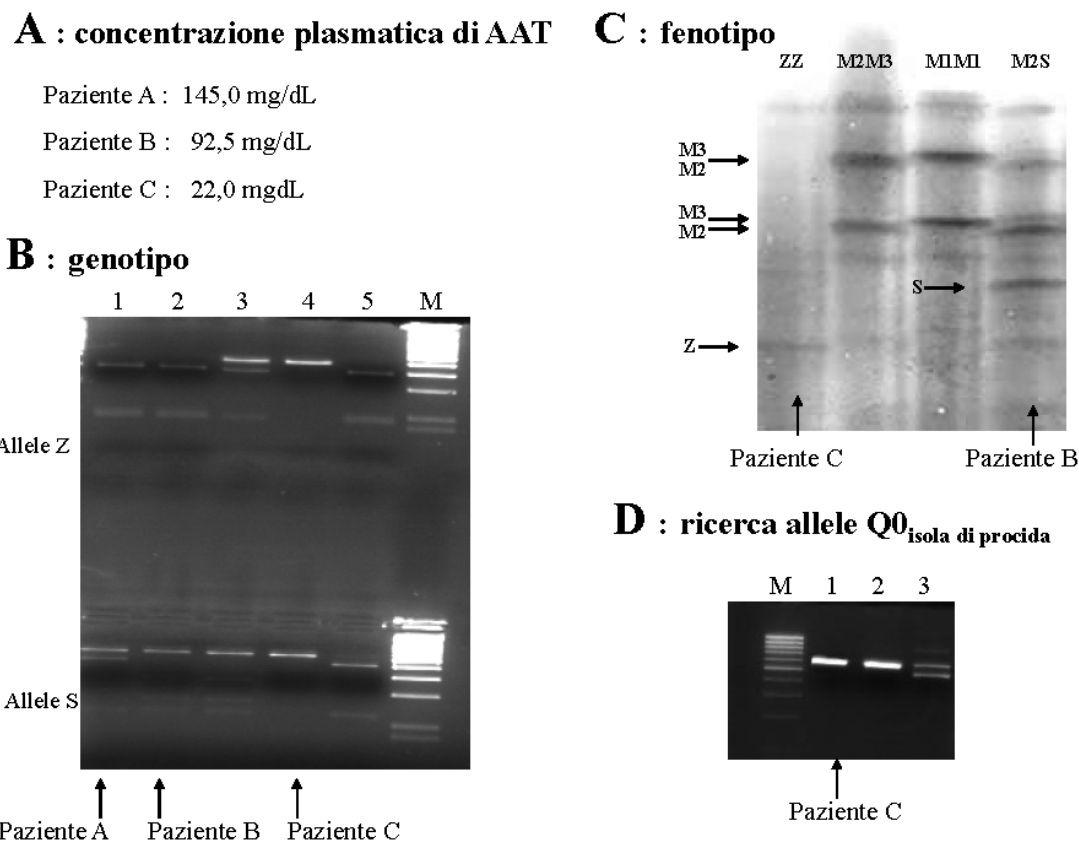 A : concentrazione plasmatica di AAT
Paziente A : 145,0 mg/dL
Paziente B : 92,5 mg/dL
Paziente C : 22,0 mgdL
B : genotipo
1 2 3 4 5 M
Allele Z
Allele S
Paziente A Paziente B Paziente C
C : fenotipo
ZZ M2M3 M1M1 M2S
M3
M2
M3
M2
S
Z
Paziente C Paziente B
D : ricerca allele Q0isola di procida
M 1 2 3
Paziente C